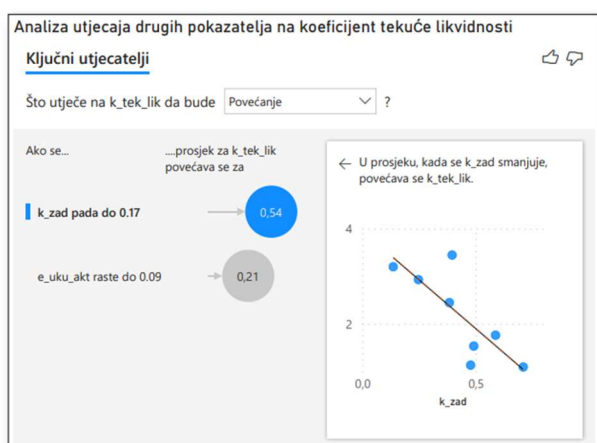 Analiza utjecaja drugih pokazatelja na koeficijent tekuće likvidnosti
Ključni utjecatelji
Što utječe na k_tek_lik da bude Povećanje ?
Ako se...
....prosjek za k_tek_lik
povećava se za
k_zad pada do 0.17
0,54
e_uku_akt raste do 0.09
0,21
← U prosjeku, kada se k_zad smanjuje,
povećava se k_tek_lik.
4
2
0,0 0,5
k_zad